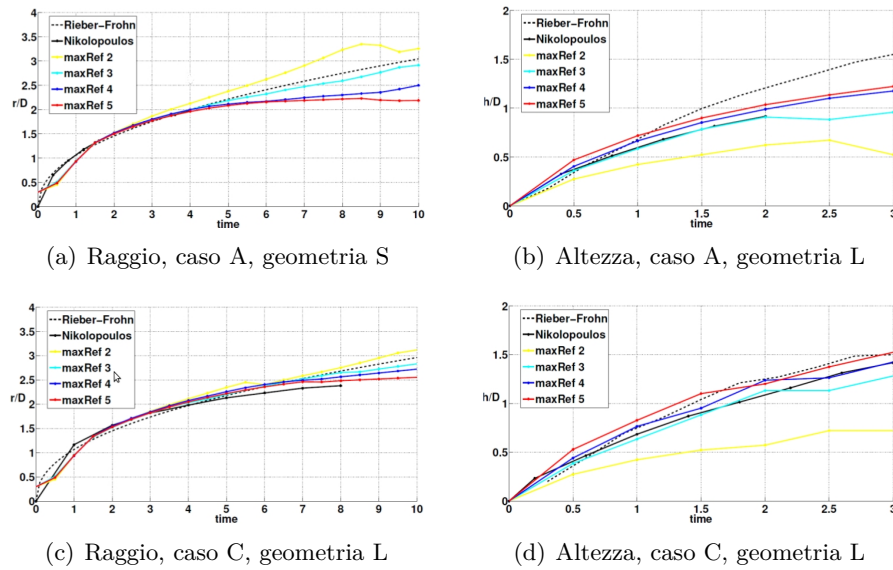 4
3.5
3
2.5
r/D
2
1.5
1
0.5
0
0 1 2 3 4 5 6 7 8 9 10
time
Rieber−Frohn
Nikolopoulos
maxRef 2
maxRef 3
maxRef 4
maxRef 5
(a) Raggio, caso A, geometria S
2
1.5
h/D
1
0.5
0
0 0.5 1 1.5 2 2.5 3
time
Rieber−Frohn
Nikolopoulos
maxRef 2
maxRef 3
maxRef 4
maxRef 5
(b) Altezza, caso A, geometria L
4
3.5
3
2.5
r/D
2
1.5
1
0.5
0
0 1 2 3 4 5 6 7 8 9 10
time
Rieber−Frohn
Nikolopoulos
maxRef 2
maxRef 3
maxRef 4
maxRef 5
(c) Raggio, caso C, geometria L
2
1.5
h/D
1
0.5
0
0 0.5 1 1.5 2 2.5 3
time
Rieber−Frohn
Nikolopoulos
maxRef 2
maxRef 3
maxRef 4
maxRef 5
(d) Altezza, caso C, geometria L